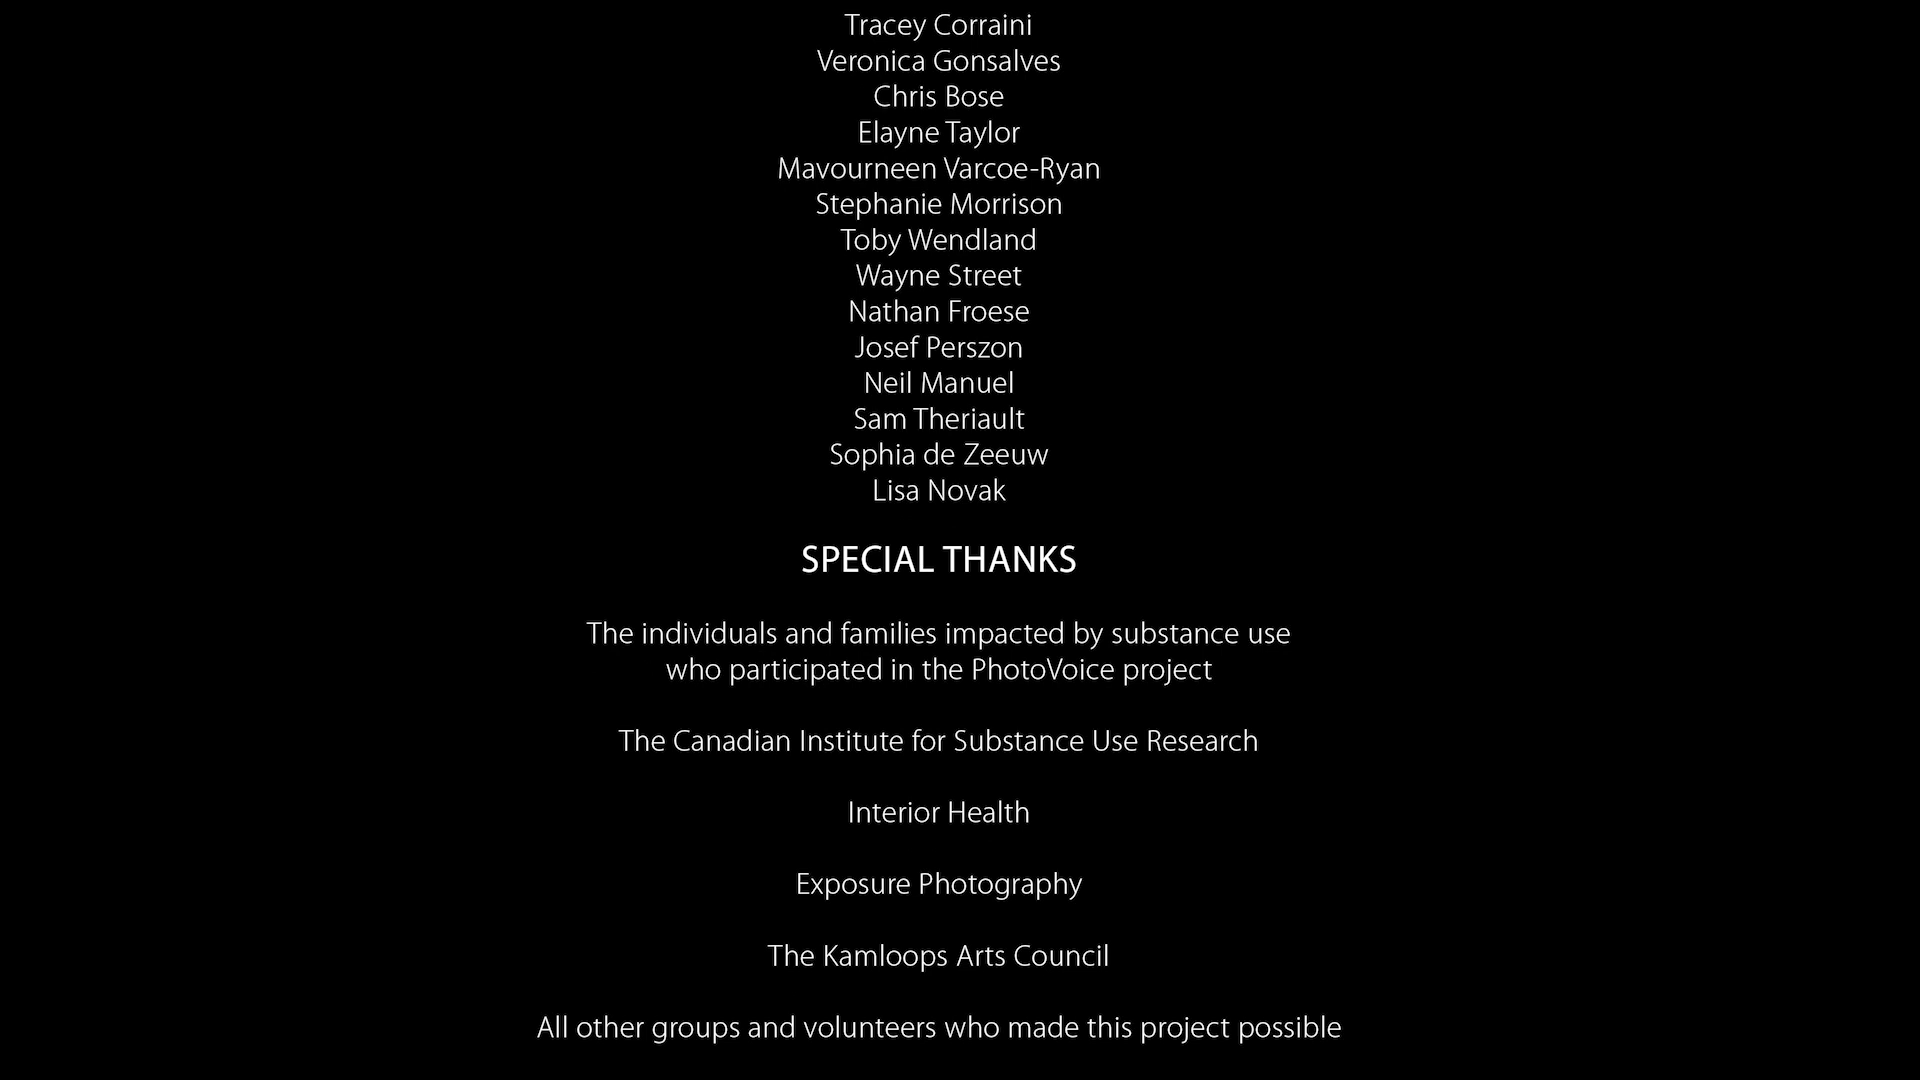 Tracey Corraini
Veronica Gonsalves
Chris Bose
Elayne Taylor
Mavourneen Varcoe-Ryan
Stephanie Morrison
Toby Wendland
Wayne Street
Nathan Froese
Josef Perszon
Neil Manuel
Sam Theriault
Sophia de Zeeuw
Lisa Novak
SPECIAL THANKS
The individuals and families impacted by substance use
who participated in the PhotoVoice project
The Canadian Institute for Substance Use Research
Interior Health
Exposure Photography
The Kamloops Arts Council
All other groups and volunteers who made this project possible